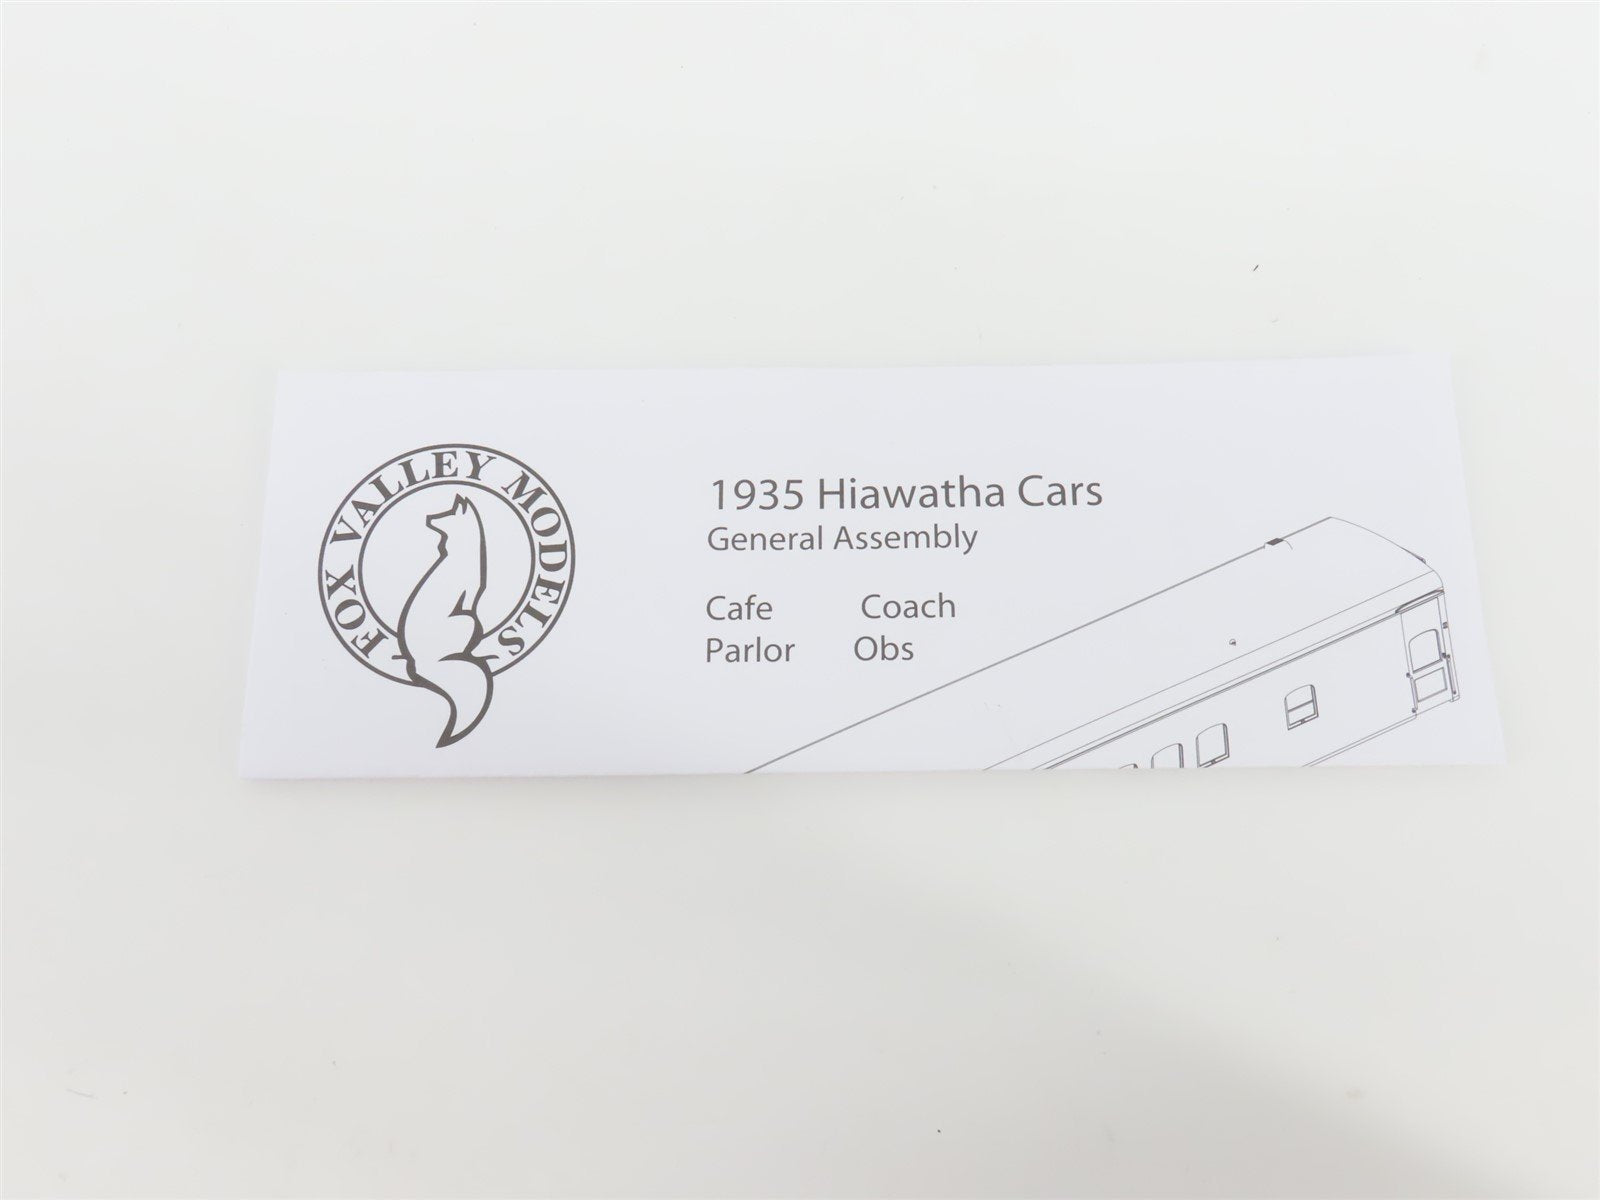 FOX VALLEY MODELS
1935 Hiawatha Cars
General Assembly
Cafe Coach
Parlor Obs